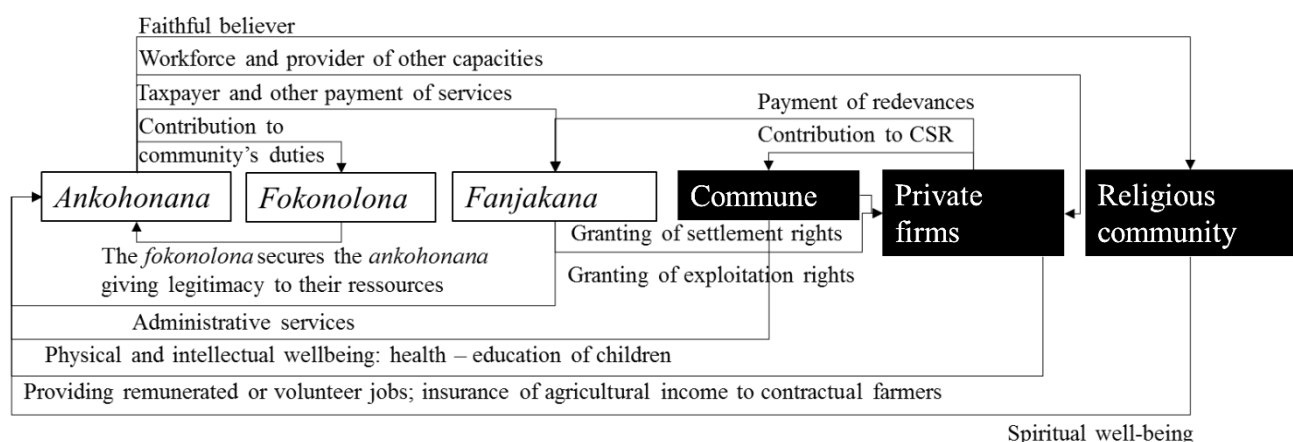 Faithful believer
Workforce and provider of other capacities
Taxpayer and other payment of services
Payment of redevances
Contribution to
community's duties
Contribution to CSR
Ankohonana
Fokonolona
Fanjakana
Commune
Private
firms
Religious
community
Granting of settlement rights
The fokonolona secures the ankohonana
giving legitimacy to their ressources
Granting of exploitation rights
Administrative services
Physical and intellectual wellbeing: health – education of children
Providing remunerated or volunteer jobs; insurance of agricultural income to contractual farmers
Spiritual well-being